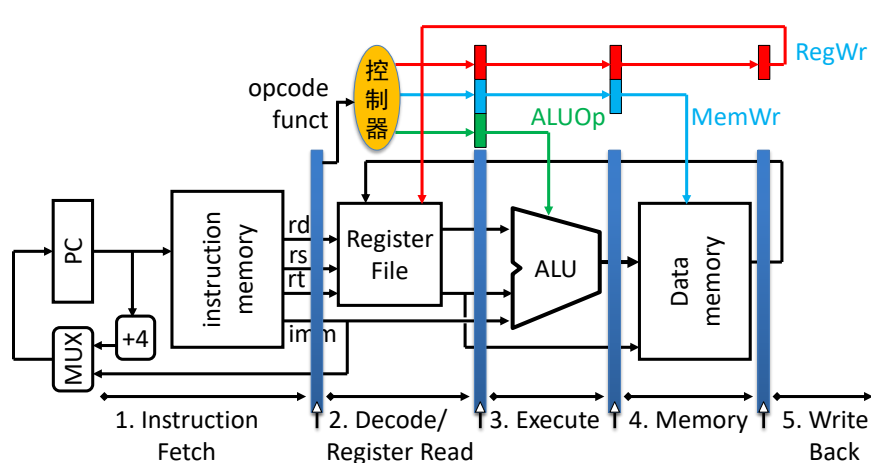 RegWr
控
制
器
opcode
funct
ALUOp
MemWr
PC
instruction
memory
rd
rs
rt
imm
Register
File
ALU
Data
memory
+4
MUX
1. Instruction
Fetch
2. Decode/
Register Read
3. Execute
4. Memory
5. Write
Back